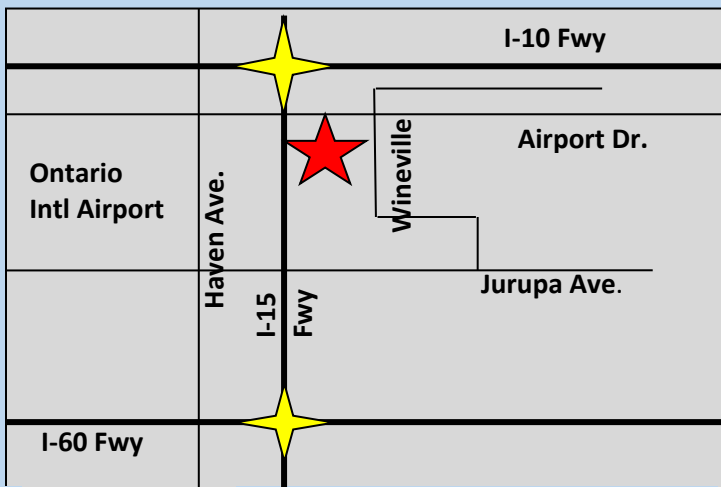 I-10 Fwy
Airport Dr.
Ontario
Intl Airport
Wineville
Haven Ave.
Jurupa Ave.
I-15
Fwy
I-60 Fwy